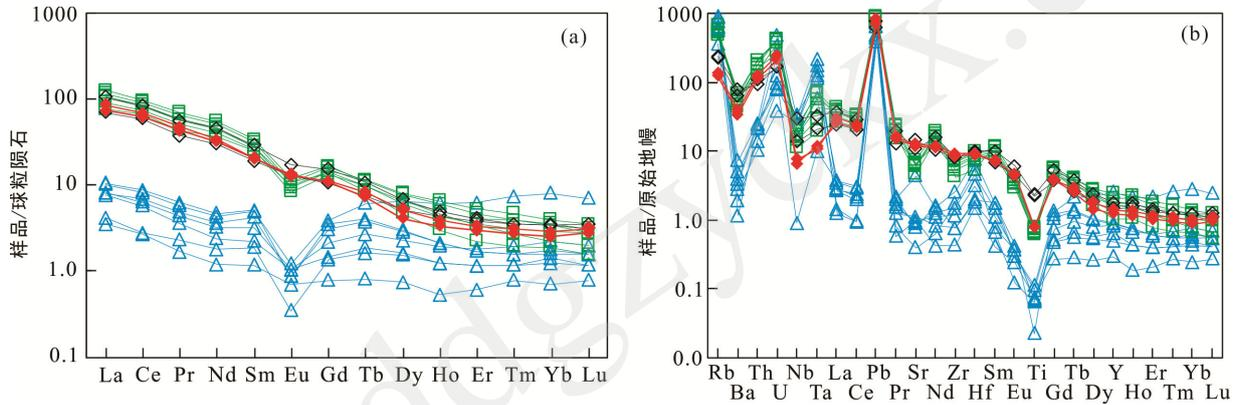 1000
100
10
1.0
0.1
样品/球粒陨石
(a)
La Ce Pr Nd Sm Eu Gd Tb Dy Ho Er Tm Yb Lu
1000
100
10
1.0
0.1
0.0
样品/原始地幔
(b)
Rb Th Nb La Pb Sr Zr Sm Ti Tb Y Er Yb
Ba U Ta Ce Pr Nd Hf Eu Gd Dy Ho Tm Lu